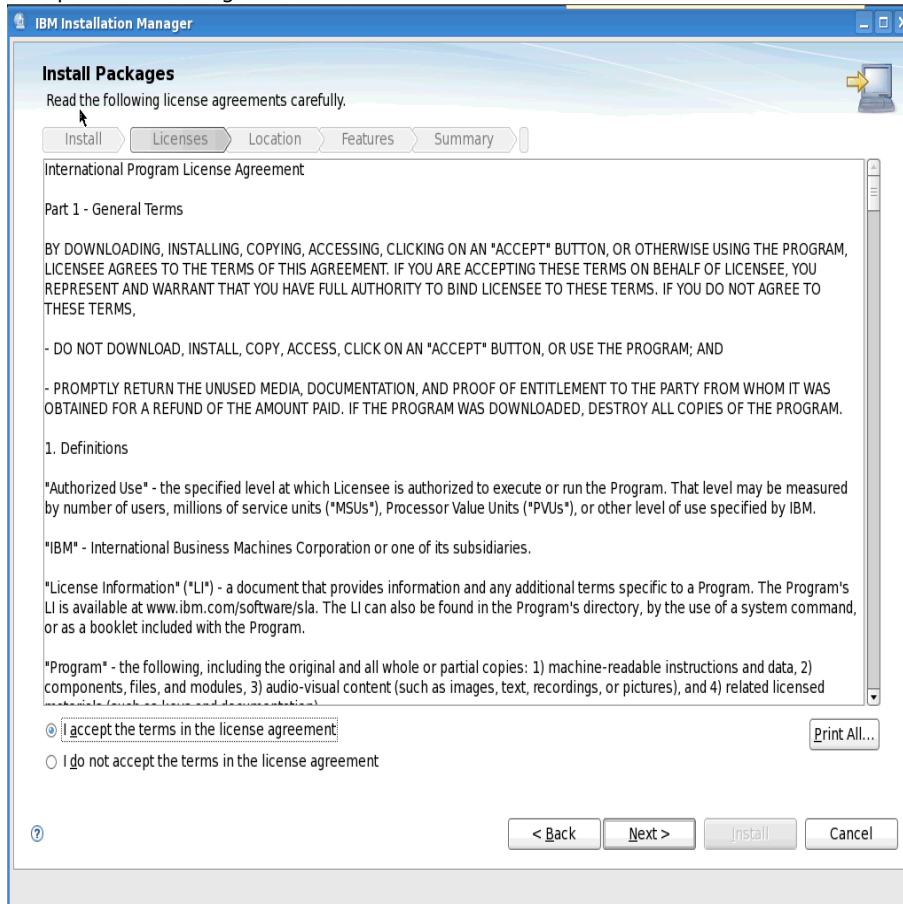 IBM Installation Manager
Install Packages
Read the following license agreements carefully.
Install Licenses Location Features Summary
International Program License Agreement
Part 1 - General Terms
BY DOWNLOADING, INSTALLING, COPYING, ACCESSING, CLICKING ON AN "ACCEPT" BUTTON, OR OTHERWISE USING THE PROGRAM,
LICENSEE AGREES TO THE TERMS OF THIS AGREEMENT. IF YOU ARE ACCEPTING THESE TERMS ON BEHALF OF LICENSEE, YOU
REPRESENT AND WARRANT THAT YOU HAVE FULL AUTHORITY TO BIND LICENSEE TO THESE TERMS. IF YOU DO NOT AGREE TO
THESE TERMS,
- DO NOT DOWNLOAD, INSTALL, COPY, ACCESS, CLICK ON AN "ACCEPT" BUTTON, OR USE THE PROGRAM; AND
- PROMPTLY RETURN THE UNUSED MEDIA, DOCUMENTATION, AND PROOF OF ENTITLEMENT TO THE PARTY FROM WHOM IT WAS
OBTAINED FOR A REFUND OF THE AMOUNT PAID. IF THE PROGRAM WAS DOWNLOADED, DESTROY ALL COPIES OF THE PROGRAM.
1. Definitions
"Authorized Use" - the specified level at which Licensee is authorized to execute or run the Program. That level may be measured
by number of users, millions of service units ("MSUs"), Processor Value Units ("PVUs"), or other level of use specified by IBM.
"IBM" - International Business Machines Corporation or one of its subsidiaries.
"License Information" ("LI") - a document that provides information and any additional terms specific to a Program. The Program's
LI is available at www.ibm.com/software/sla. The LI can also be found in the Program's directory, by the use of a system command,
or as a booklet included with the Program.
"Program" - the following, including the original and all whole or partial copies: 1) machine-readable instructions and data, 2)
components, files, and modules, 3) audio-visual content (such as images, text, recordings, or pictures), and 4) related licensed
I accept the terms in the license agreement
Print All...
I do not accept the terms in the license agreement
? < Back Next > Install Cancel